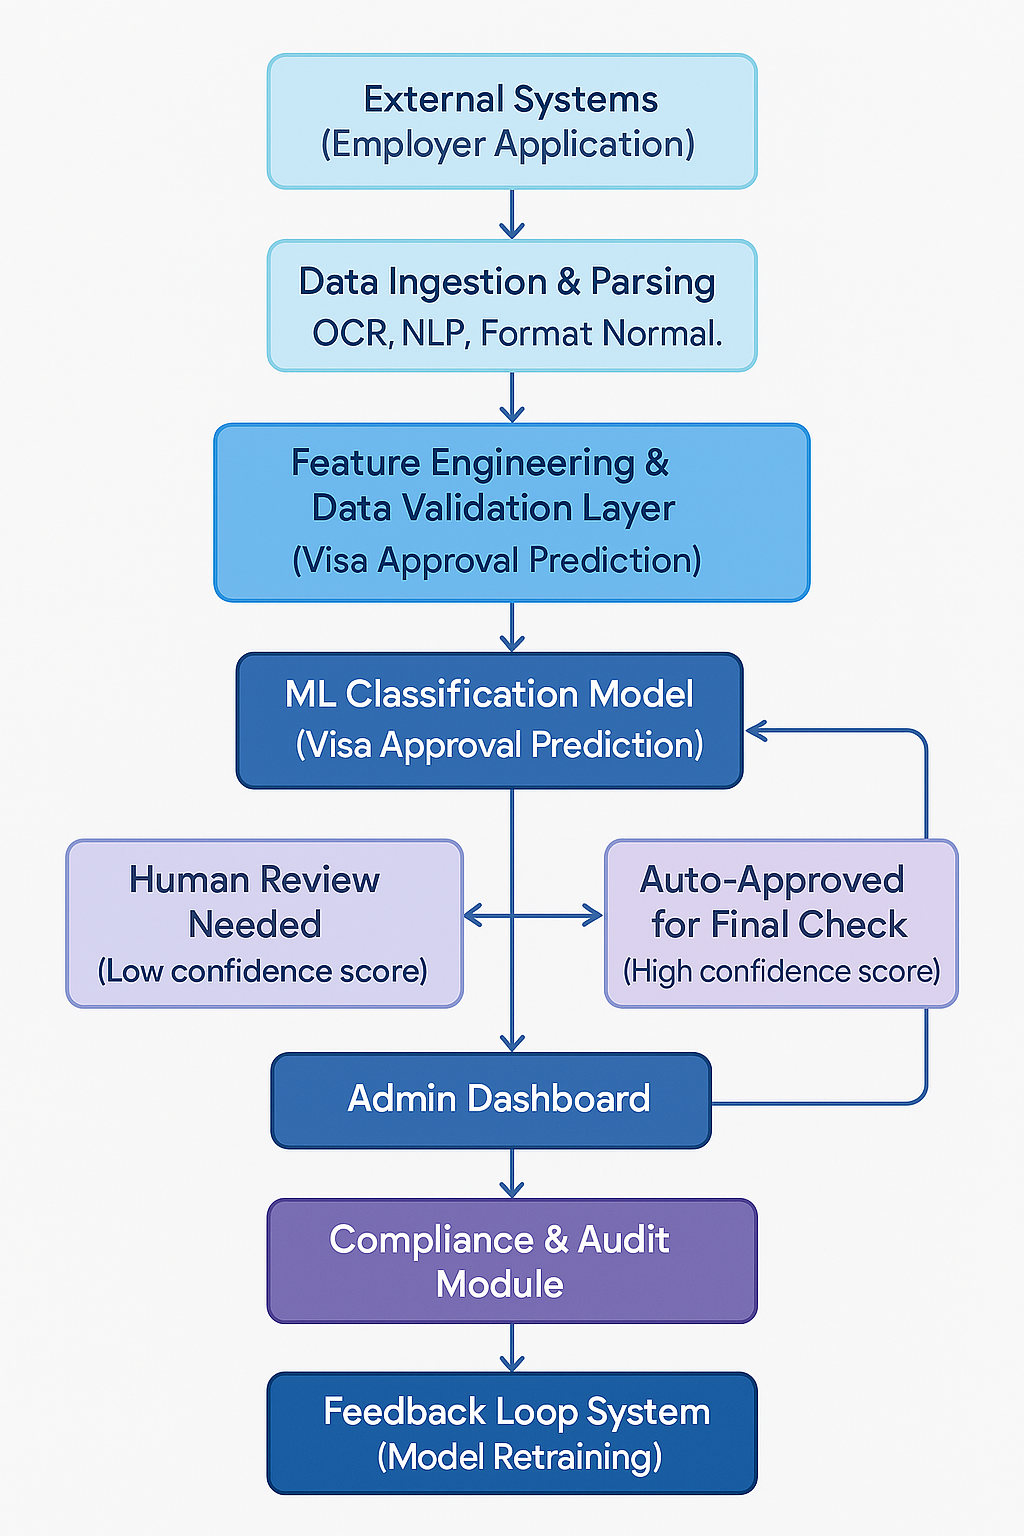 External Systems
(Employer Application)
Data Ingestion & Parsing
OCR, NLP, Format Normal.
Feature Engineering &
Data Validation Layer
(Visa Approval Prediction)
ML Classification Model
(Visa Approval Prediction)
Human Review
Needed
(Low confidence score)
Auto-Approved
for Final Check
(High confidence score)
Admin Dashboard
Compliance & Audit
Module
Feedback Loop System
(Model Retraining)